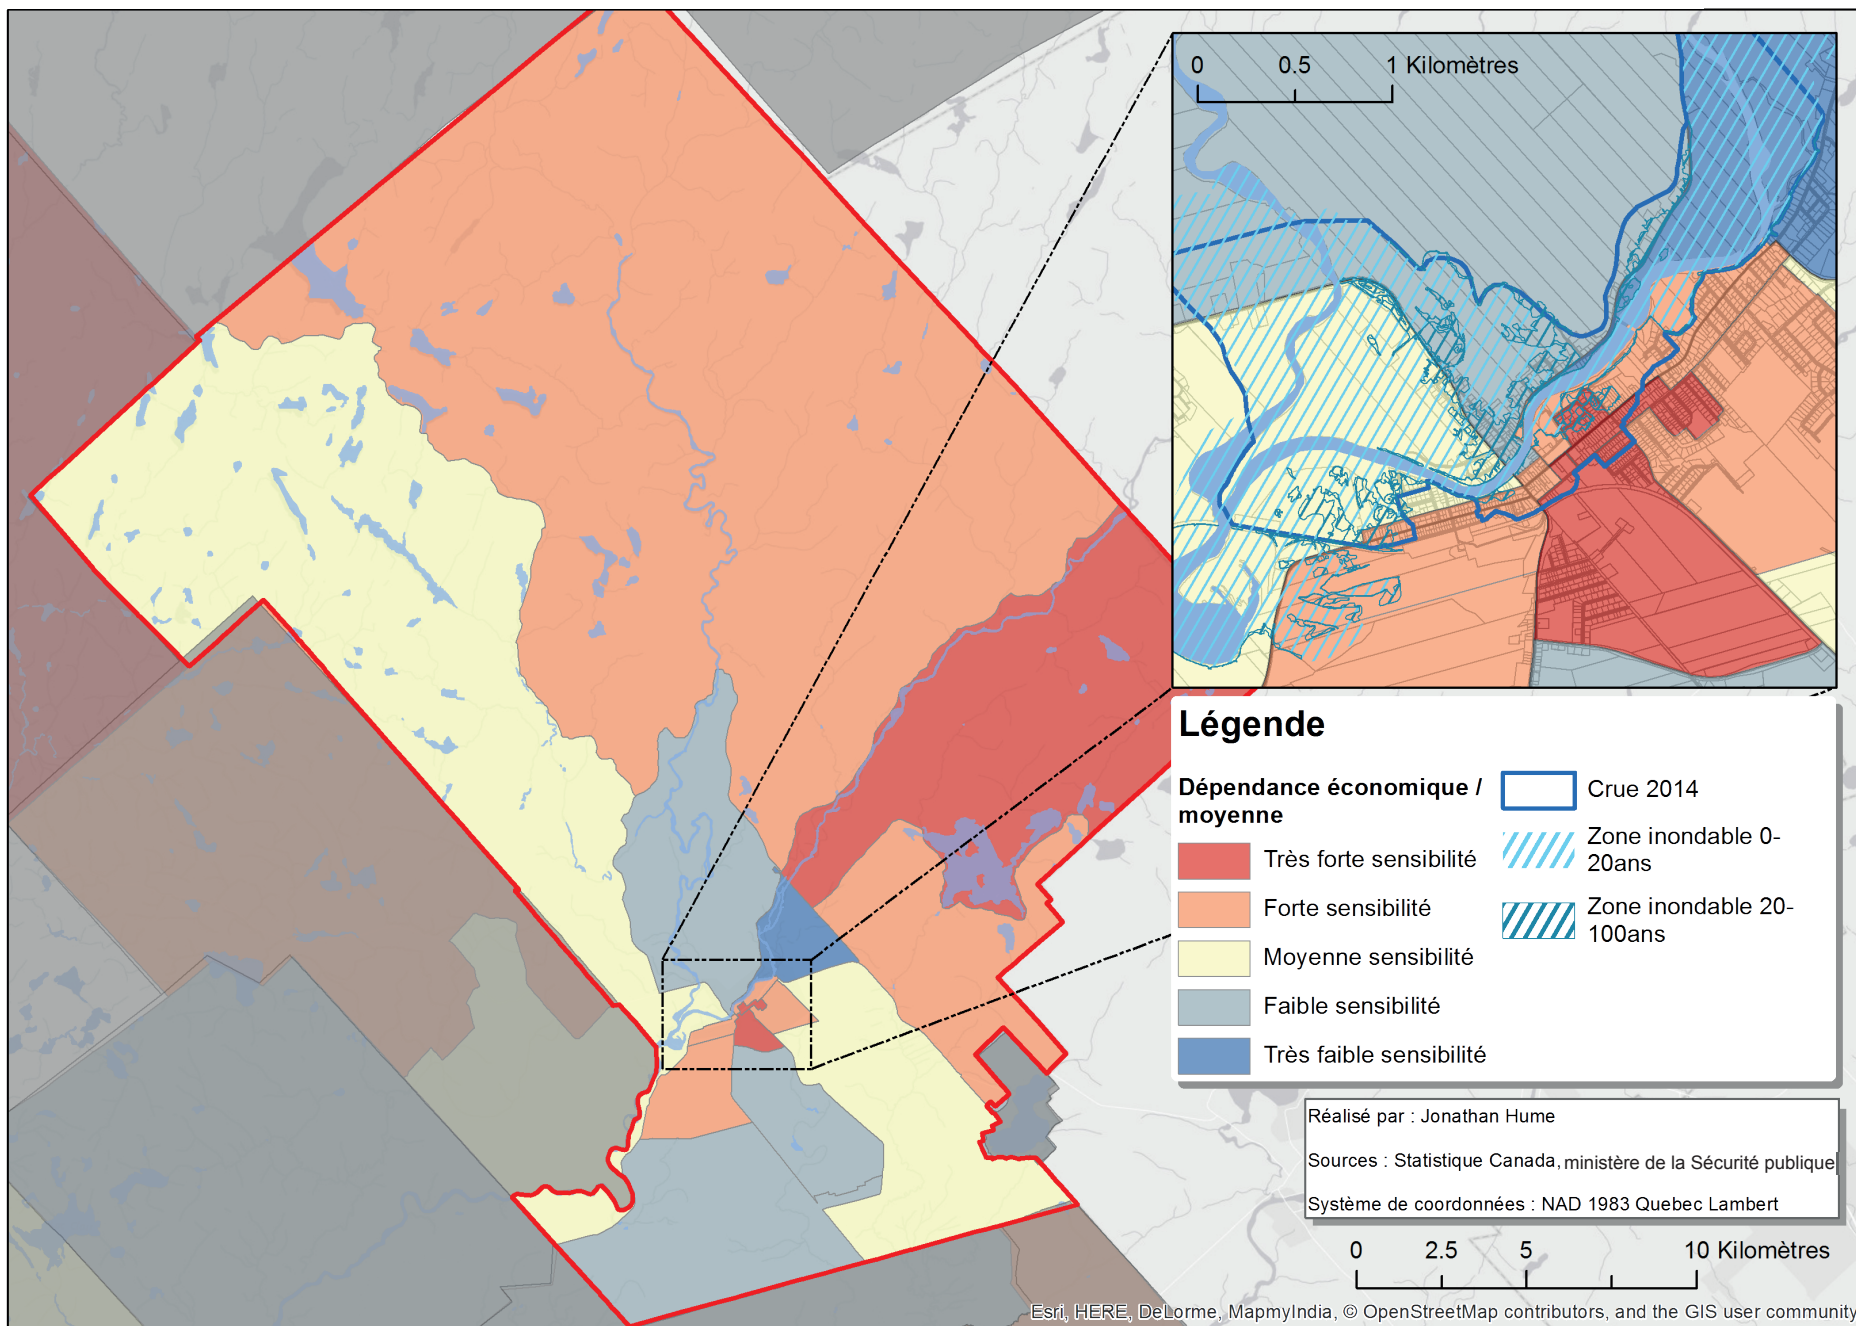 0 0.5 1 Kilomètres
Légende
Dépendance économique /
moyenne
Très forte sensibilité
Forte sensibilité
Moyenne sensibilité
Faible sensibilité
Très faible sensibilité
Crue 2014
Zone inondable 0-
20ans
Zone inondable 20-
100ans
Réalisé par : Jonathan Hume
Sources : Statistique Canada, ministère de la Sécurité publique
Système de coordonnées : NAD 1983 Quebec Lambert
0 2.5 5 10 Kilomètres
Esri, HERE, DeLorme, MapmyIndia, © OpenStreetMap contributors, and the GIS user community